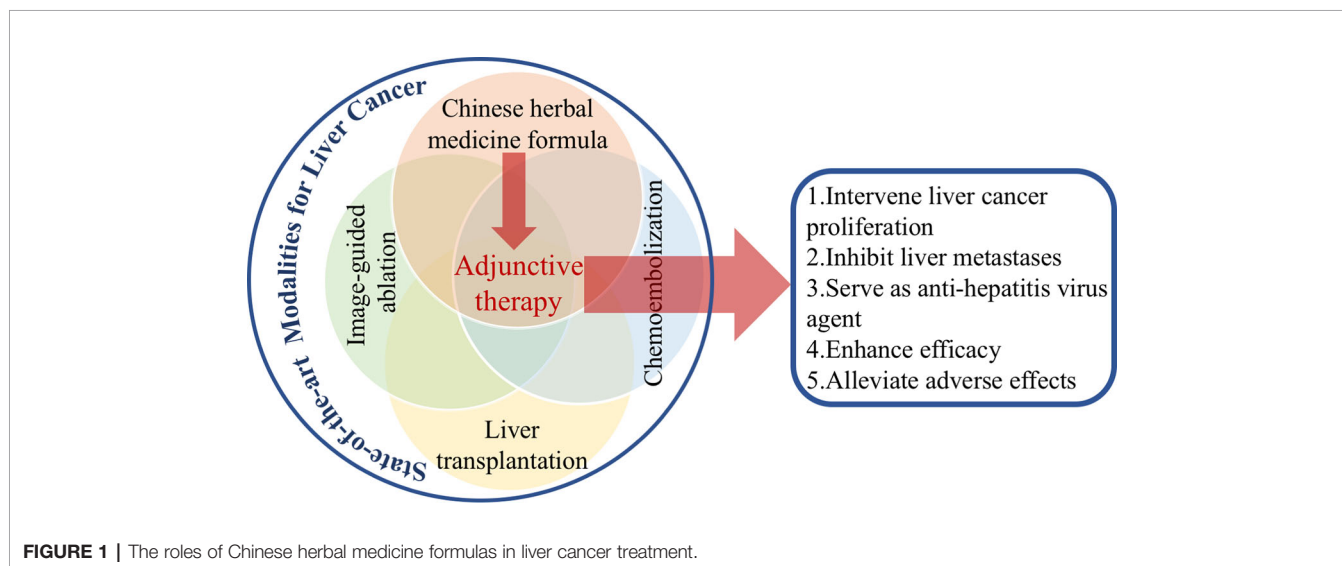 State-of-the-art Modalities for Liver Cancer
Chinese herbal
medicine formula
Image-guided
ablation
Adjunctive
therapy
Chemoembolization
Liver
transplantation
1.Intervene liver cancer
proliferation
2.Inhibit liver metastases
3.Serve as anti-hepatitis virus
agent
4.Enhance efficacy
5.Alleviate adverse effects
FIGURE 1 | The roles of Chinese herbal medicine formulas in liver cancer treatment.